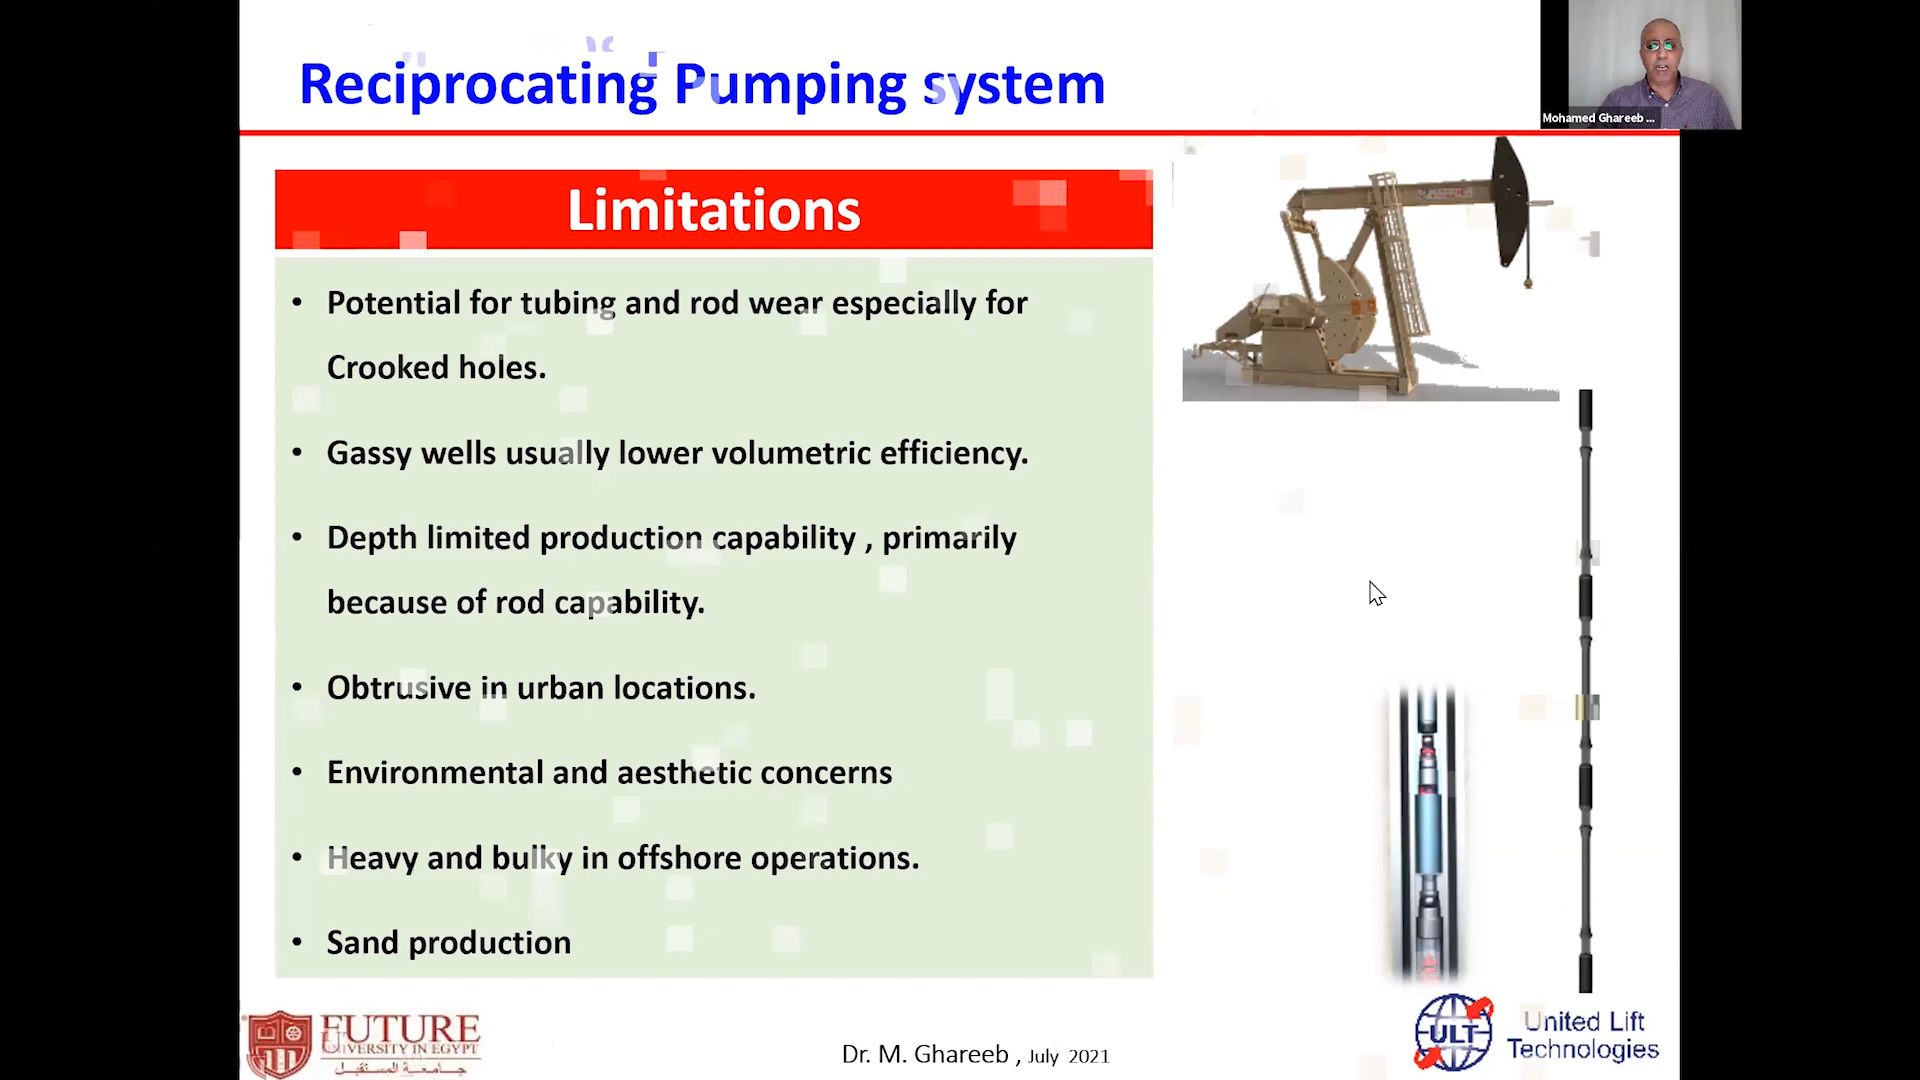 Reciprocating Pumping system
Mohamed Ghareeb ...
Limitations
• Potential for tubing and rod wear especially for
Crooked holes.
• Gassy wells usually lower volumetric efficiency.
• Depth limited production capability , primarily
because of rod capability.
• Obtrusive in urban locations.
• Environmental and aesthetic concerns
• Heavy and bulky in offshore operations.
• Sand production
FUTURE
UNIVERSITY IN EGYPT
جامعة المستقبل
Dr. M. Ghareeb , July 2021
ULT
United Lift
Technologies